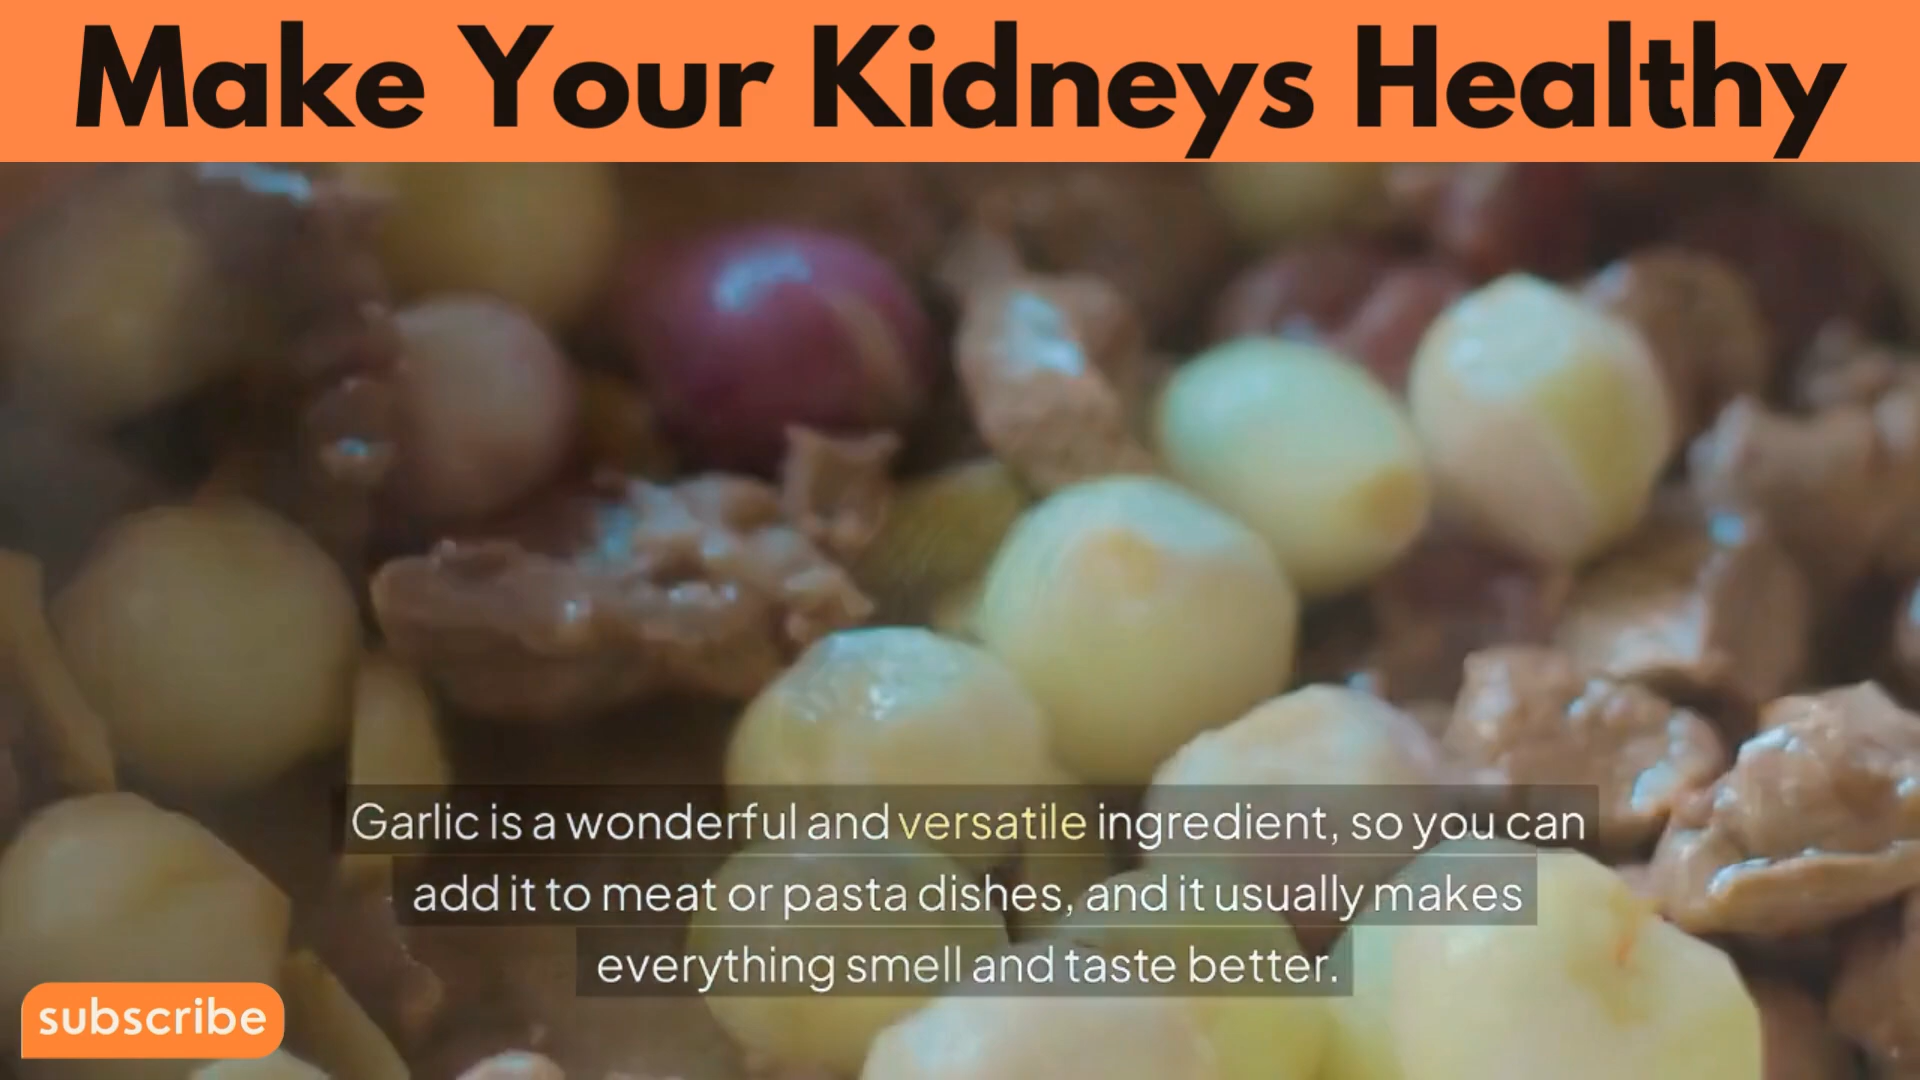 Make Your Kidneys Healthy
Garlic is a wonderful and versatile ingredient, so you can
add it to meat or pasta dishes, and it usually makes
everything smell and taste better.
subscribe